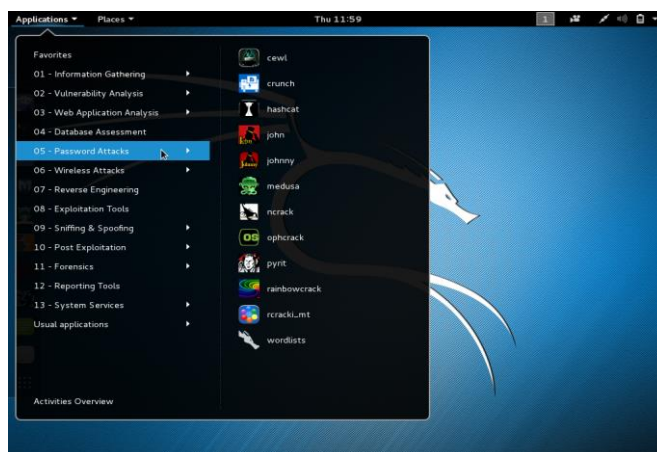 Applications Places Thu 11:59 1
Favorites
01 - Information Gathering
02 - Vulnerability Analysis
03 - Web Application Analysis
04 - Database Assessment
05 - Password Attacks
06 - Wireless Attacks
07 - Reverse Engineering
08 - Exploitation Tools
09 - Sniffing & Spoofing
10 - Post Exploitation
11 - Forensics
12 - Reporting Tools
13 - System Services
Usual applications
Activities Overview
cewl
crunch
hashcat
john
johnny
medusa
ncrack
OS ophcrack
pyrit
rainbowcrack
rcracki_mt
wordlists